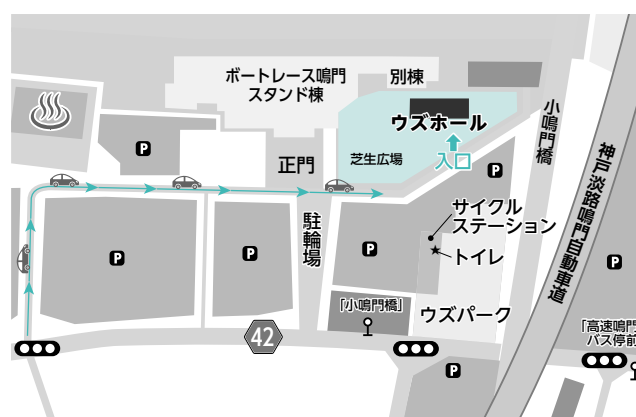 ボートレース鳴門
スタンド棟
別棟
ウズホール
入口
芝生広場
正門
小鳴門橋
神戸淡路鳴門自動車道
P
P
サイクル
ステーション
トイレ
駐輪場
P
P
P
P
「小鳴門橋」
ウズパーク
42
「高速鳴門
バス停前
P